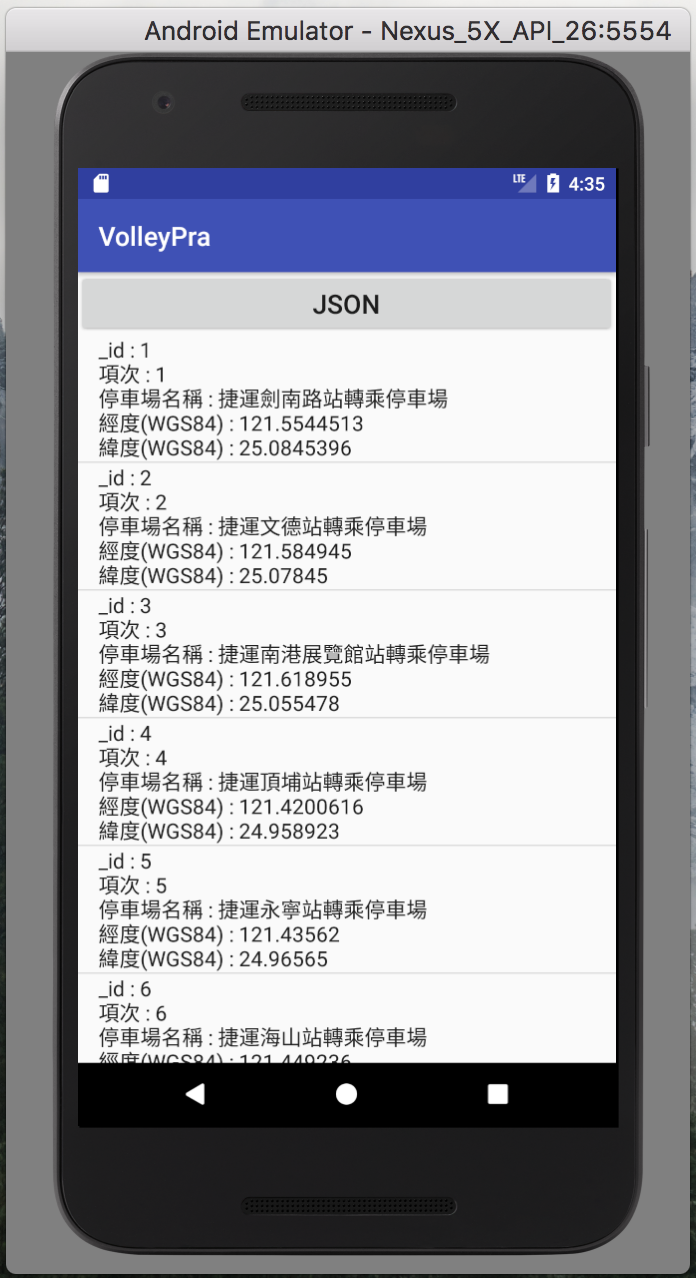 Android Emulator - Nexus_5X_API_26:5554
LTE 4:35
VolleyPra
JSON
_id : 1
項次 : 1
停車場名稱 : 捷運劍南路站轉乘停車場
經度(WGS84) : 121.5544513
緯度(WGS84) : 25.0845396
_id : 2
項次 : 2
停車場名稱 : 捷運文德站轉乘停車場
經度(WGS84) : 121.584945
緯度(WGS84) : 25.07845
_id : 3
項次 : 3
停車場名稱 : 捷運南港展覽館站轉乘停車場
經度(WGS84) : 121.618955
緯度(WGS84) : 25.055478
_id : 4
項次 : 4
停車場名稱 : 捷運頂埔站轉乘停車場
經度(WGS84) : 121.4200616
緯度(WGS84) : 24.958923
_id : 5
項次 : 5
停車場名稱 : 捷運永寧站轉乘停車場
經度(WGS84) : 121.43562
緯度(WGS84) : 24.96565
_id : 6
項次 : 6
停車場名稱 : 捷運海山站轉乘停車場
經度(WGS84) : 121.449236